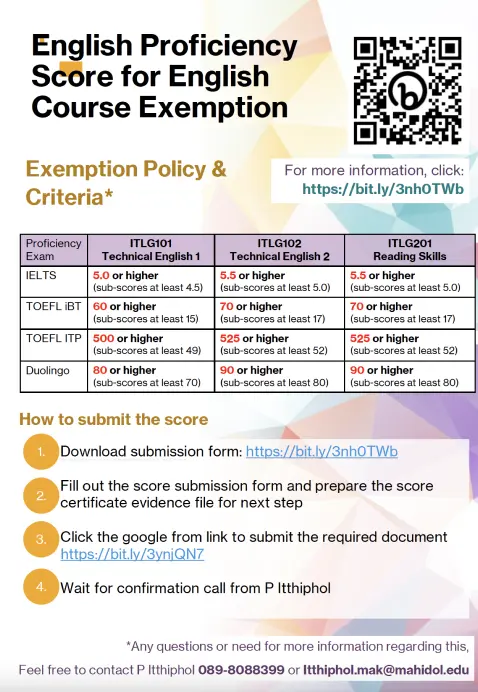 English Proficiency
Score for English
Course Exemption
Exemption Policy &
Criteria*
For more information, click:
https://bit.ly/3nh0TWb
Proficiency Exam | ITLG101 Technical English 1 | ITLG102 Technical English 2 | ITLG201 Reading Skills
IELTS | 5.0 or higher (sub-scores at least 4.5) | 5.5 or higher (sub-scores at least 5.0) | 5.5 or higher (sub-scores at least 5.0)
TOEFL iBT | 60 or higher (sub-scores at least 15) | 70 or higher (sub-scores at least 17) | 70 or higher (sub-scores at least 17)
TOEFL ITP | 500 or higher (sub-scores at least 49) | 525 or higher (sub-scores at least 52) | 525 or higher (sub-scores at least 52)
Duolingo | 80 or higher (sub-scores at least 70) | 90 or higher (sub-scores at least 80) | 90 or higher (sub-scores at least 80)
How to submit the score
1. Download submission form: https://bit.ly/3nh0TWb
2. Fill out the score submission form and prepare the score
certificate evidence file for next step
3. Click the google from link to submit the required document
https://bit.ly/3ynjQN7
4. Wait for confirmation call from P Itthiphol
*Any questions or need for more information regarding this,
Feel free to contact P Itthiphol 089-8088399 or Itthiphol.mak@mahidol.edu